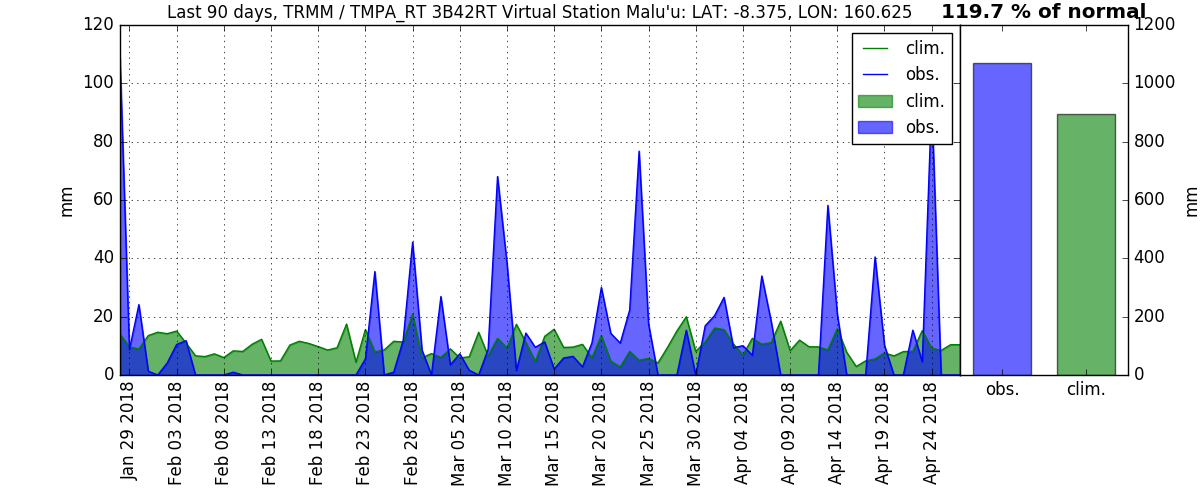 Last 90 days, TRMM / TMPA_RT 3B42RT Virtual Station Malu'u: LAT: -8.375, LON: 160.625
119.7 % of normal
120
100
80
60
40
20
0
mm
clim.
obs.
clim.
obs.
1200
1000
800
600
400
200
0
mm
Jan 29 2018
Feb 03 2018
Feb 08 2018
Feb 13 2018
Feb 18 2018
Feb 23 2018
Feb 28 2018
Mar 05 2018
Mar 10 2018
Mar 15 2018
Mar 20 2018
Mar 25 2018
Mar 30 2018
Apr 04 2018
Apr 09 2018
Apr 14 2018
Apr 19 2018
Apr 24 2018
obs.
clim.